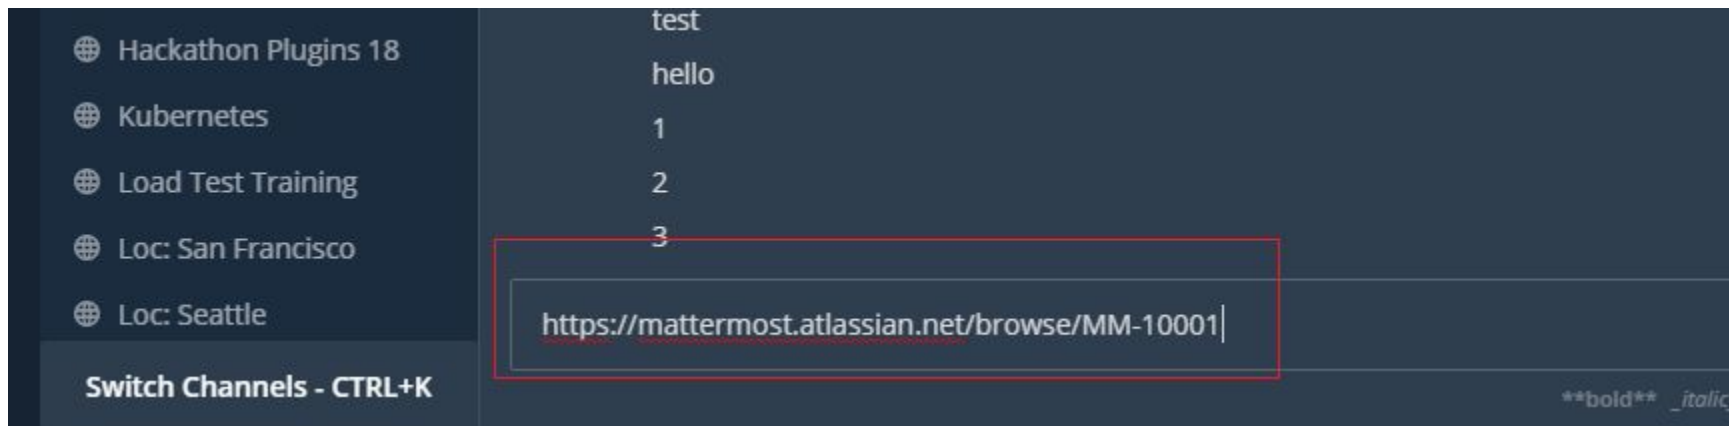 Hackathon Plugins 18
Kubernetes
Load Test Training
Loc: San Francisco
Loc: Seattle
Switch Channels - CTRL+K
test
hello
1
2
3
https://mattermost.atlassian.net/browse/MM-10001
**bold** _italic